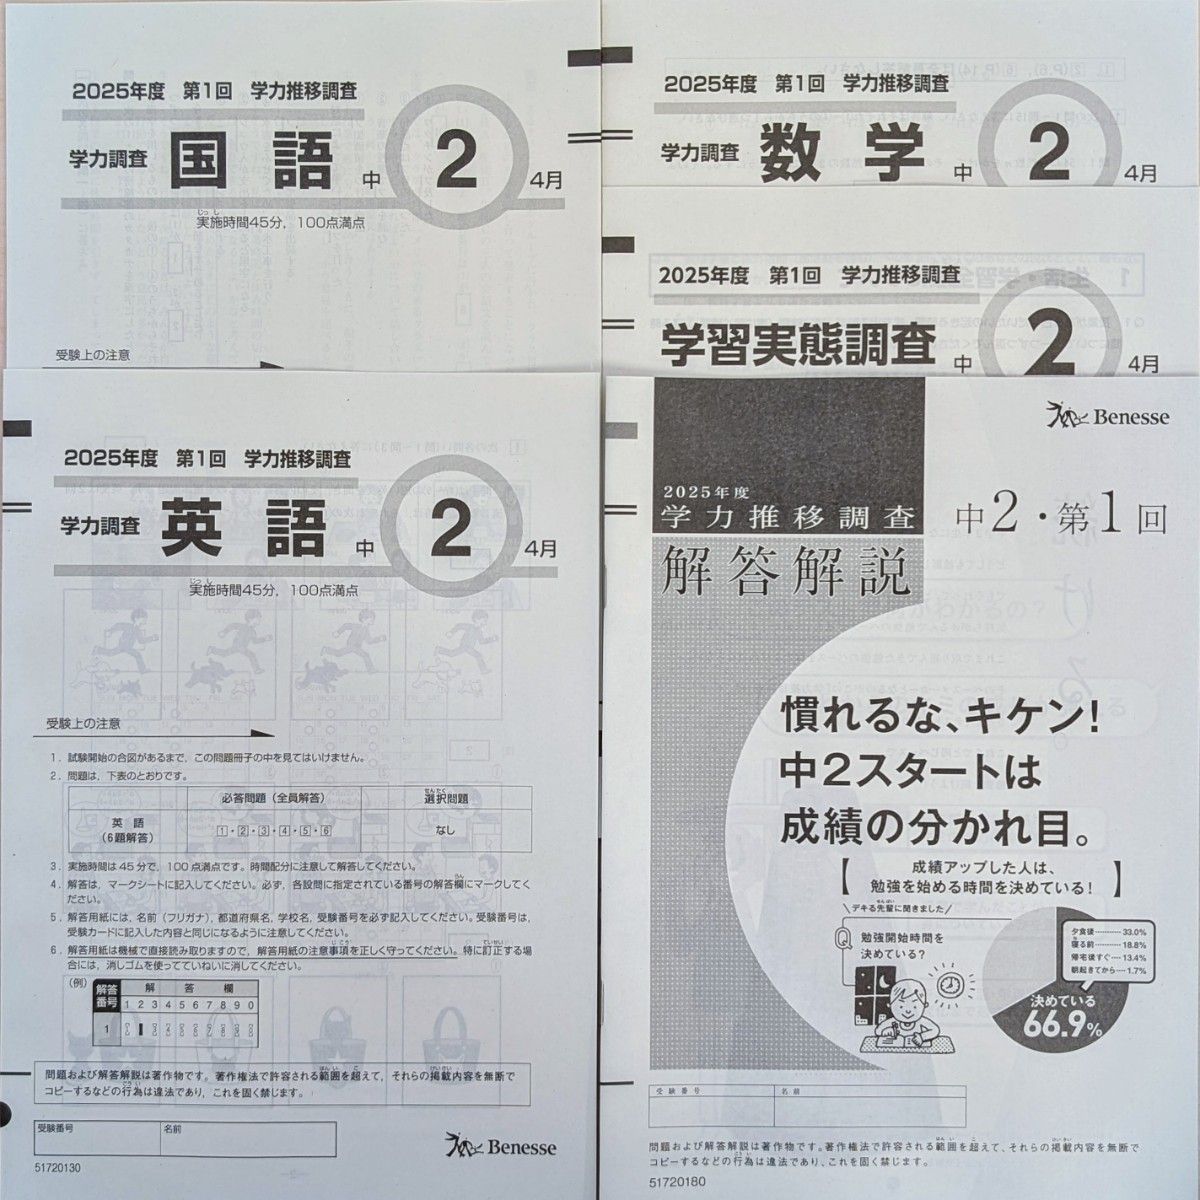 2025年度 第1回 学力推移調査
学力調査 国語 中 2 4月
実施時間45分，100点満点
受験上の注意
2025年度 第1回 学力推移調査
学力調査 数学 中 2 4月
2025年度 第1回 学力推移調査
学習実態調査 中 2 4月
2025年度 第1回 学力推移調査
学力調査 英語 中 2 4月
実施時間45分，100点満点
受験上の注意
1．試験開始の合図があるまで，この問題冊子の中を見てはいけません。
2．問題は，下表のとおりです。
必答問題（全員解答） 選択問題
英語
（6題解答） 1・2・3・4・5・6 なし
3．実施時間は45分で，100点満点です。時間配分に注意して解答してください。
4．解答は，マークシートに記入してください。必ず，各設問に指定されている番号の解答欄にマークしてく
ださい。
5．解答用紙には，名前（フリガナ），都道府県名，学校名，受験番号を必ず記入してください。受験番号は，
受験カードに記入した内容と同じになるように注意してください。
6．解答用紙は機械で直接読み取りますので，解答用紙の注意事項を正しく守ってください。特に訂正する場
合には，消しゴムを使ってていねいに消してください。
（例）
解答番号 解答欄
1 2 3 4 5 6 7 8 9 0
1
問題および解答解説は著作物です。著作権法で許容される範囲を超えて，それらの掲載内容を無断で
コピーするなどの行為は違法であり，これを固く禁じます。
受験番号 名前
Benesse
51720130
Benesse
2025年度
学力推移調査 中2・第1回
解答解説
慣れるな、キケン！
中2スタートは
成績の分かれ目。
【成績アップした人は、
勉強を始める時間を決めている！】
＼デキる先輩に聞きました／
Q 勉強開始時間を
決めている？
夕食後 33.0%
寝る前 18.8%
帰宅後すぐ 13.4%
朝起きてから 1.7%
決めている
66.9%
受験番号 名前
問題および解答解説は著作物です。著作権法で許容される範囲を超えて、それらの掲載内容を無断で
コピーするなどの行為は違法であり、これを固く禁じます。
51720180